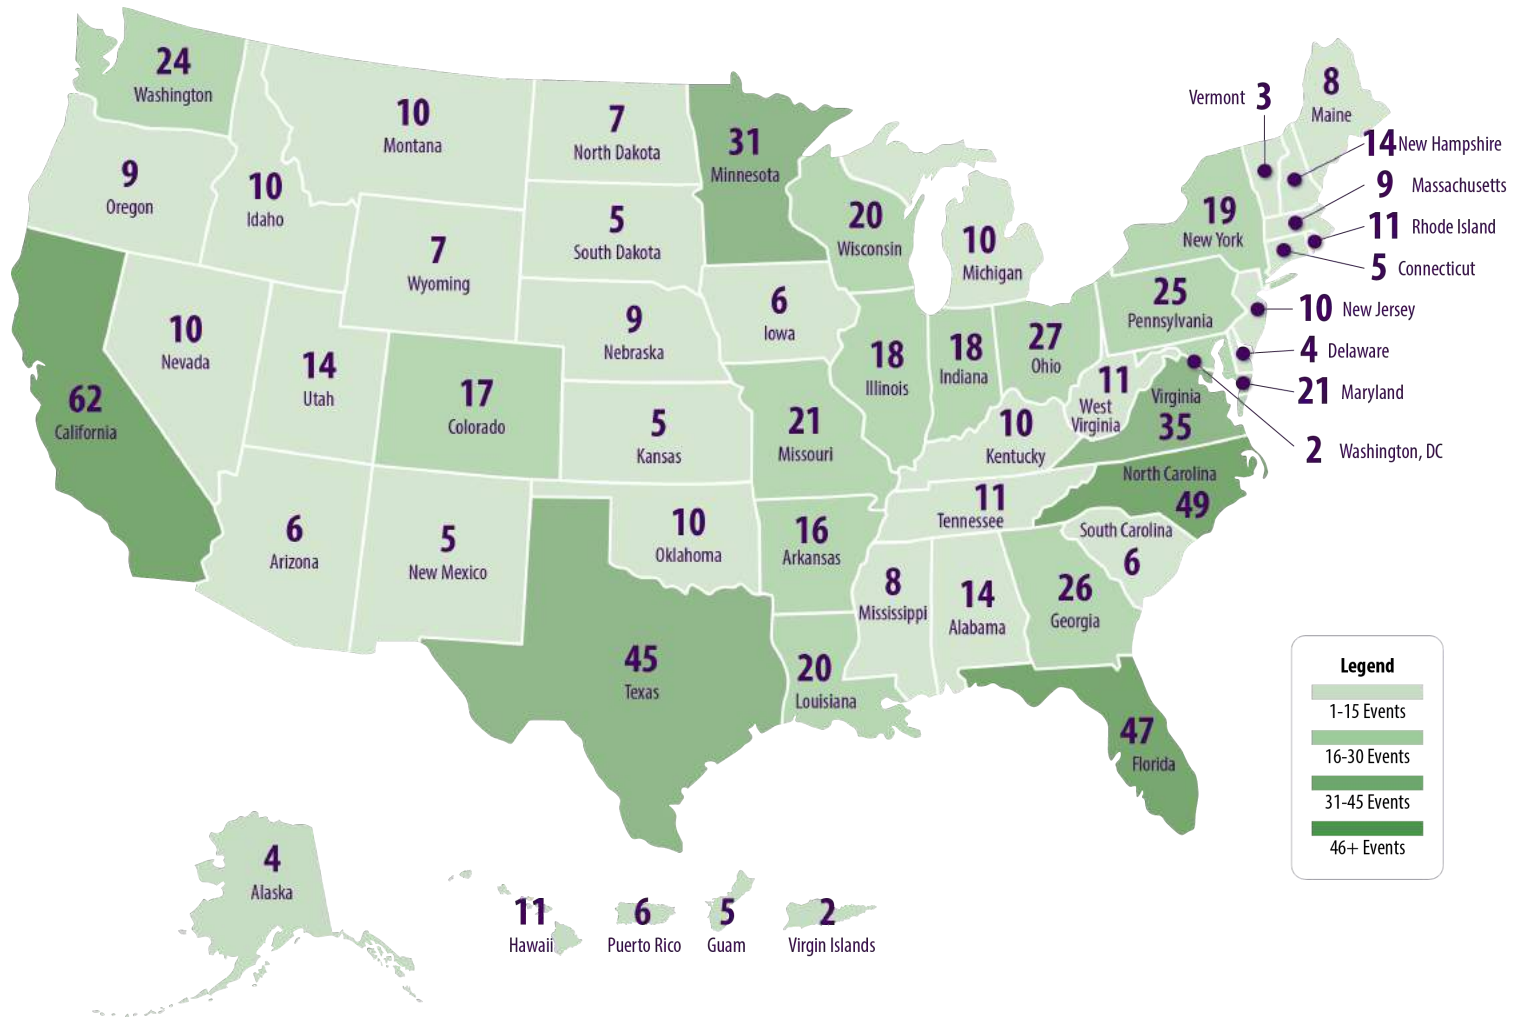 24
Washington
9
Oregon
10
Idaho
10
Montana
7
North Dakota
31
Minnesota
5
South Dakota
7
Wyoming
20
Wisconsin
10
Michigan
19
New York
Vermont 3
8
Maine
14 New Hampshire
9 Massachusetts
11 Rhode Island
5 Connecticut
10 New Jersey
4 Delaware
21 Maryland
2 Washington, DC
62
California
10
Nevada
14
Utah
17
Colorado
9
Nebraska
6
Iowa
5
Kansas
21
Missouri
18
Illinois
18
Indiana
27
Ohio
25
Pennsylvania
11
West
Virginia
Virginia
35
10
Kentucky
North Carolina
49
11
Tennessee
South Carolina
6
6
Arizona
5
New Mexico
10
Oklahoma
16
Arkansas
8
Mississippi
14
Alabama
26
Georgia
45
Texas
20
Louisiana
47
Florida
4
Alaska
11
Hawaii
6
Puerto Rico
5
Guam
2
Virgin Islands
Legend
1-15 Events
16-30 Events
31-45 Events
46+ Events